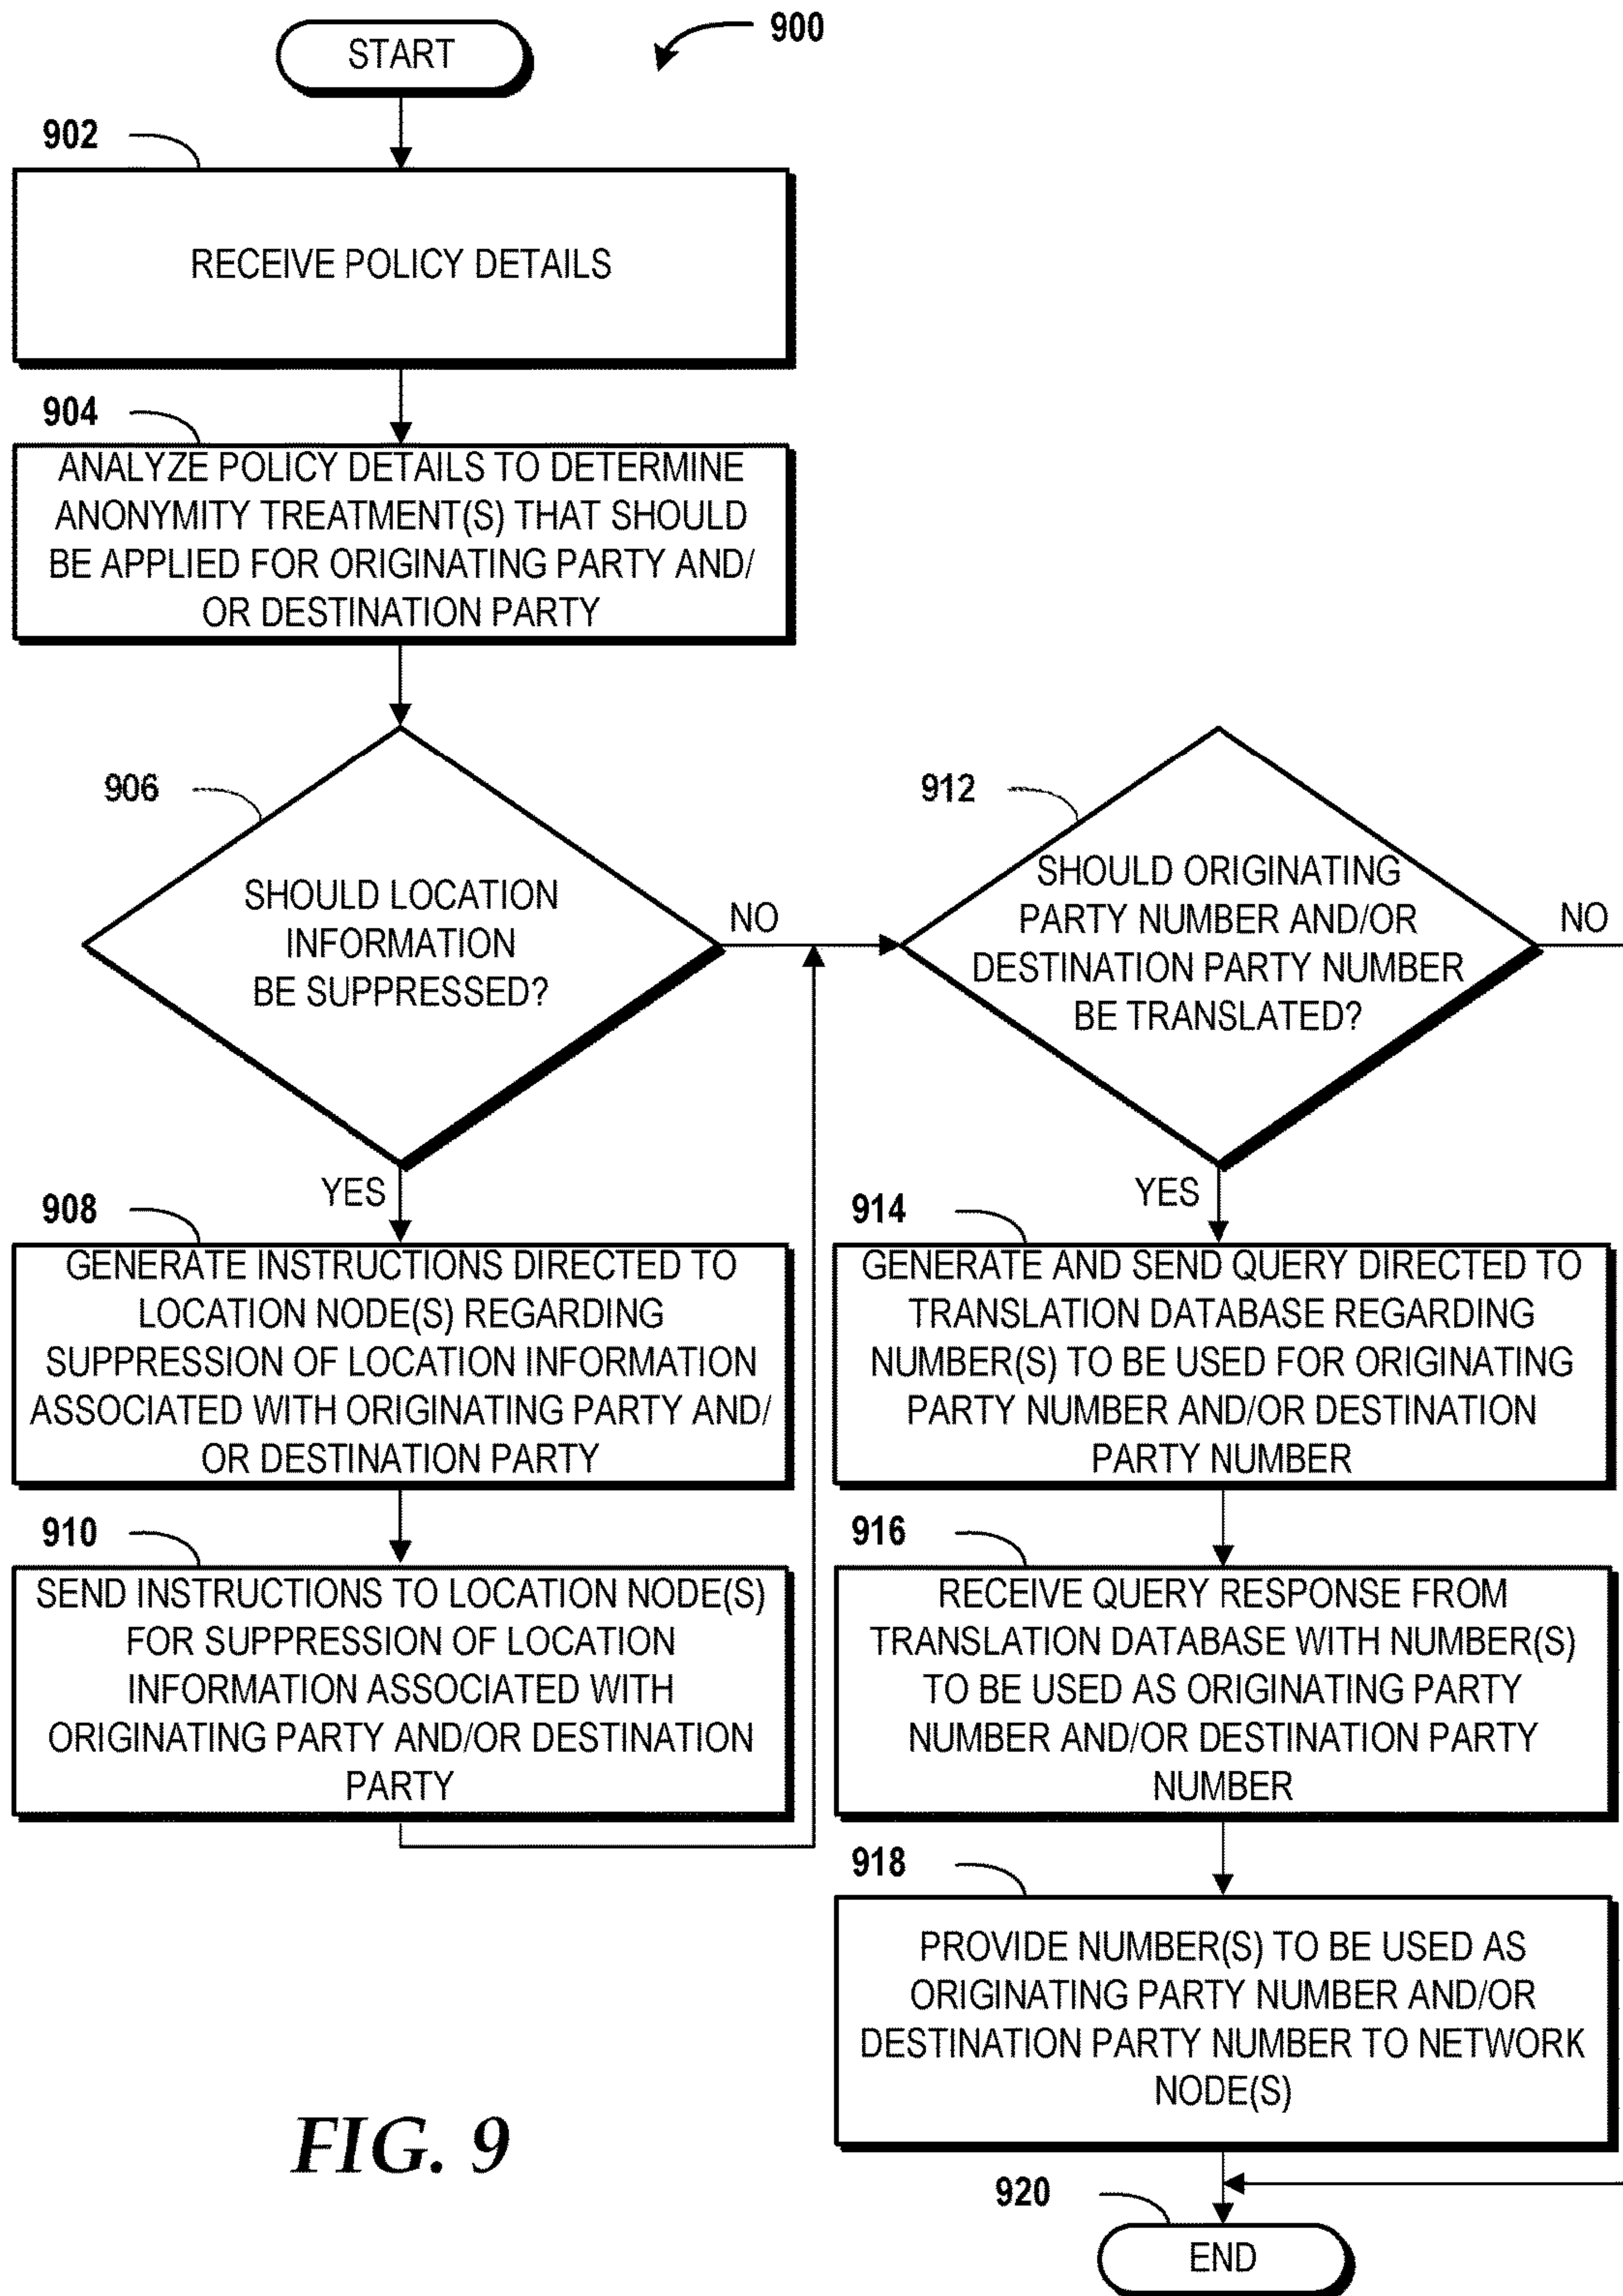 START
900
902
RECEIVE POLICY DETAILS
904
ANALYZE POLICY DETAILS TO DETERMINE
ANONYMITY TREATMENT(S) THAT SHOULD
BE APPLIED FOR ORIGINATING PARTY AND/
OR DESTINATION PARTY
906
SHOULD LOCATION
INFORMATION
BE SUPPRESSED?
NO
YES
908
GENERATE INSTRUCTIONS DIRECTED TO
LOCATION NODE(S) REGARDING
SUPPRESSION OF LOCATION INFORMATION
ASSOCIATED WITH ORIGINATING PARTY AND/
OR DESTINATION PARTY
910
SEND INSTRUCTIONS TO LOCATION NODE(S)
FOR SUPPRESSION OF LOCATION
INFORMATION ASSOCIATED WITH
ORIGINATING PARTY AND/OR DESTINATION
PARTY
912
SHOULD ORIGINATING
PARTY NUMBER AND/OR
DESTINATION PARTY NUMBER
BE TRANSLATED?
NO
YES
914
GENERATE AND SEND QUERY DIRECTED TO
TRANSLATION DATABASE REGARDING
NUMBER(S) TO BE USED FOR ORIGINATING
PARTY NUMBER AND/OR DESTINATION
PARTY NUMBER
916
RECEIVE QUERY RESPONSE FROM
TRANSLATION DATABASE WITH NUMBER(S)
TO BE USED AS ORIGINATING PARTY
NUMBER AND/OR DESTINATION PARTY
NUMBER
918
PROVIDE NUMBER(S) TO BE USED AS
ORIGINATING PARTY NUMBER AND/OR
DESTINATION PARTY NUMBER TO NETWORK
NODE(S)
920
END
FIG. 9